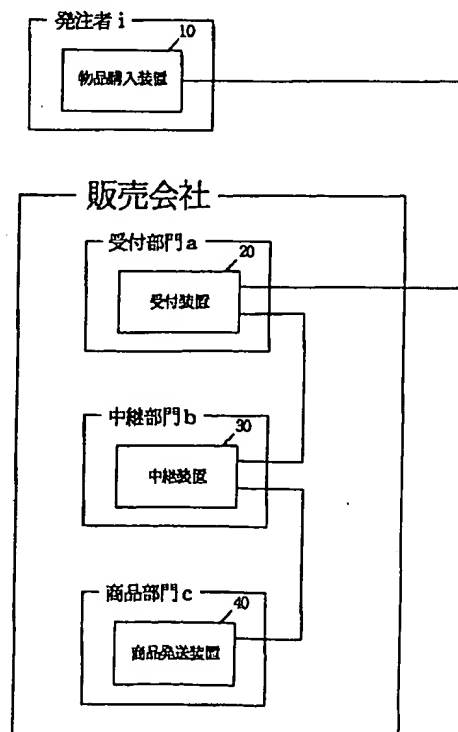 発注者 i
10
物品購入装置
販売会社
受付部門 a
20
受付装置
中継部門 b
30
中継装置
商品部門 c
40
商品発送装置